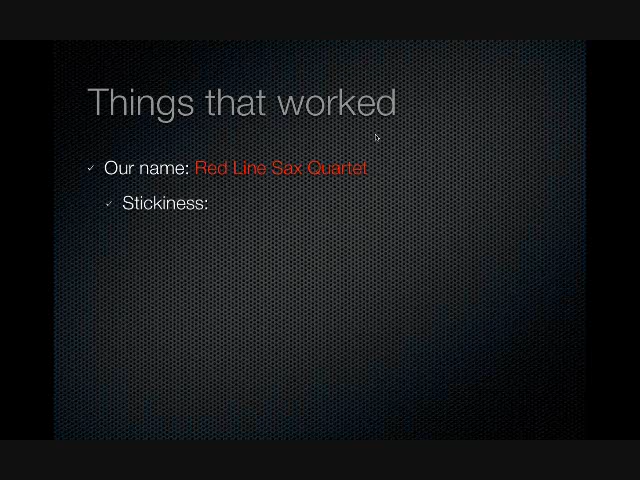 Things that worked
✓ Our name: Red Line Sax Quartet
✓ Stickiness: